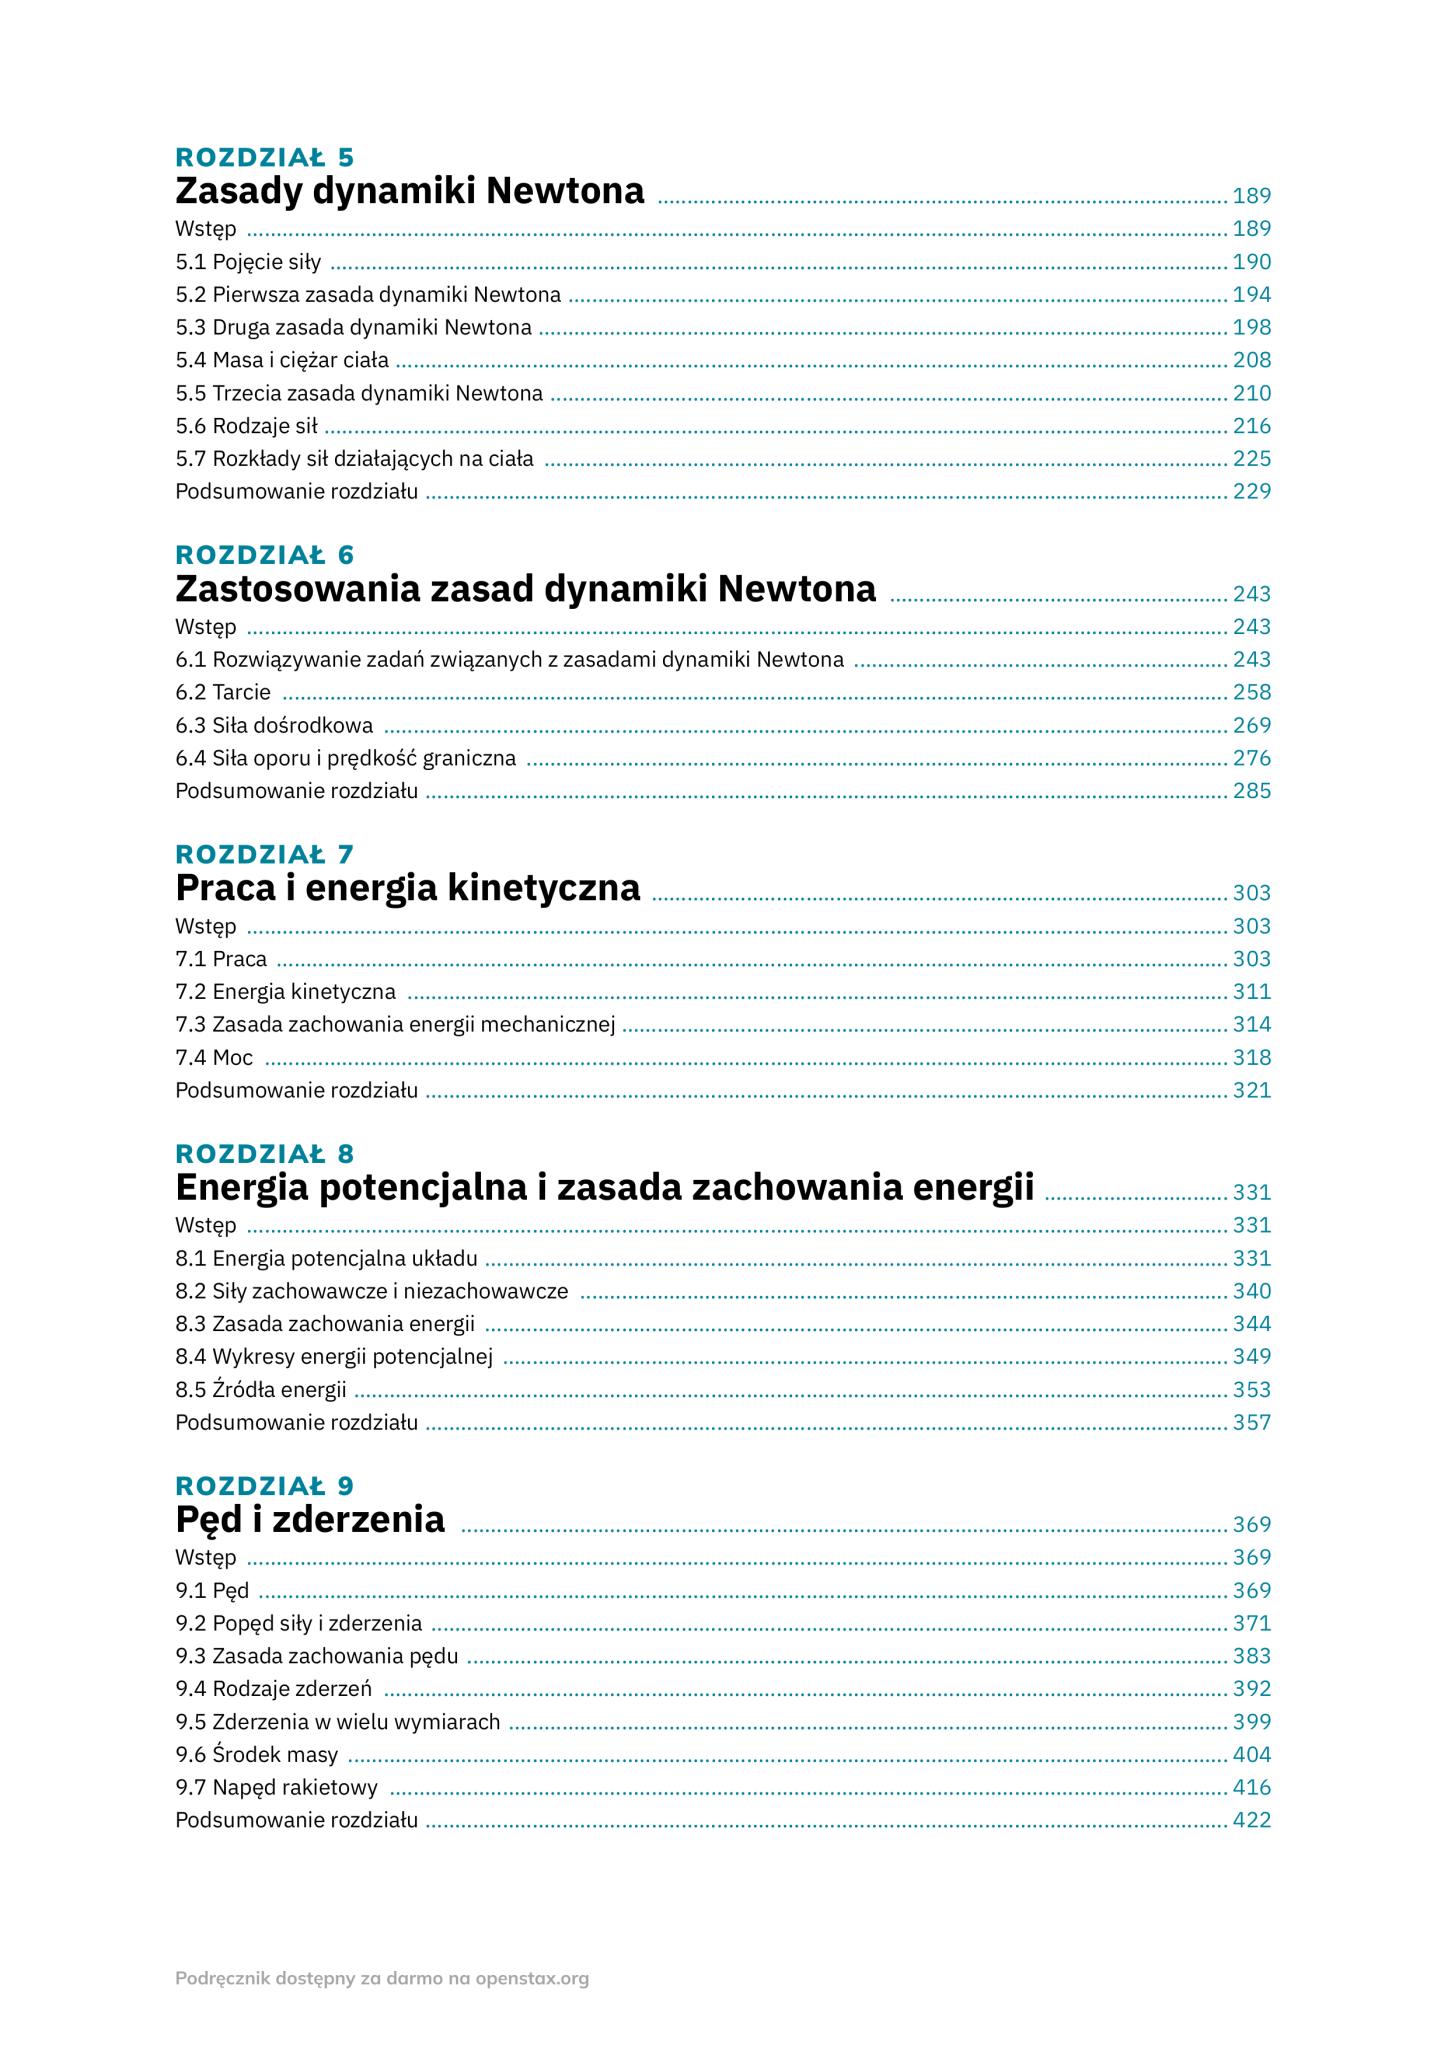 ROZDZIAŁ 5
Zasady dynamiki Newtona ........ 189
Wstęp ........ 189
5.1 Pojęcie siły ........ 190
5.2 Pierwsza zasada dynamiki Newtona ........ 194
5.3 Druga zasada dynamiki Newtona ........ 198
5.4 Masa i ciężar ciała ........ 208
5.5 Trzecia zasada dynamiki Newtona ........ 210
5.6 Rodzaje sił ........ 216
5.7 Rozkłady sił działających na ciała ........ 225
Podsumowanie rozdziału ........ 229
ROZDZIAŁ 6
Zastosowania zasad dynamiki Newtona ........ 243
Wstęp ........ 243
6.1 Rozwiązywanie zadań związanych z zasadami dynamiki Newtona ........ 243
6.2 Tarcie ........ 258
6.3 Siła dośrodkowa ........ 269
6.4 Siła oporu i prędkość graniczna ........ 276
Podsumowanie rozdziału ........ 285
ROZDZIAŁ 7
Praca i energia kinetyczna ........ 303
Wstęp ........ 303
7.1 Praca ........ 303
7.2 Energia kinetyczna ........ 311
7.3 Zasada zachowania energii mechanicznej ........ 314
7.4 Moc ........ 318
Podsumowanie rozdziału ........ 321
ROZDZIAŁ 8
Energia potencjalna i zasada zachowania energii ........ 331
Wstęp ........ 331
8.1 Energia potencjalna układu ........ 331
8.2 Siły zachowawcze i niezachowawcze ........ 340
8.3 Zasada zachowania energii ........ 344
8.4 Wykresy energii potencjalnej ........ 349
8.5 Źródła energii ........ 353
Podsumowanie rozdziału ........ 357
ROZDZIAŁ 9
Pęd i zderzenia ........ 369
Wstęp ........ 369
9.1 Pęd ........ 369
9.2 Popęd siły i zderzenia ........ 371
9.3 Zasada zachowania pędu ........ 383
9.4 Rodzaje zderzeń ........ 392
9.5 Zderzenia w wielu wymiarach ........ 399
9.6 Środek masy ........ 404
9.7 Napęd rakietowy ........ 416
Podsumowanie rozdziału ........ 422
Podręcznik dostępny za darmo na openstax.org